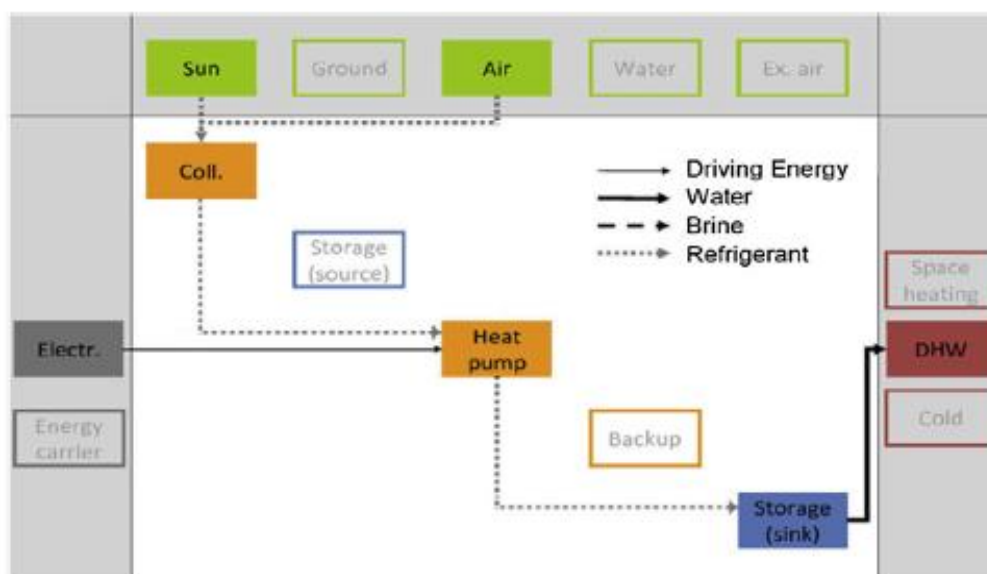 Sun
Ground
Air
Water
Ex. air
Coll.
Driving Energy
Water
Brine
Refrigerant
Storage
(source)
Space
heating
Electr.
Heat
pump
DHW
Energy
carrier
Backup
Cold
Storage
(sink)